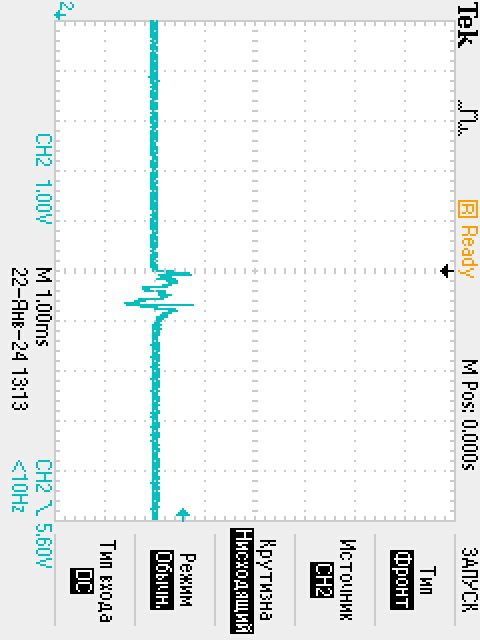 Tek
R Ready
M Pos: 0.000s
ЗАПУСК
Тип
Фронт
Источник
CH2
Крутизна
Нисходящий
Режим
Обычн.
Тип входа
DC
2
CH2 1.00V
M 1.00ms
CH2 \ 5.60V
22-Янв-24 13:13
<10Hz